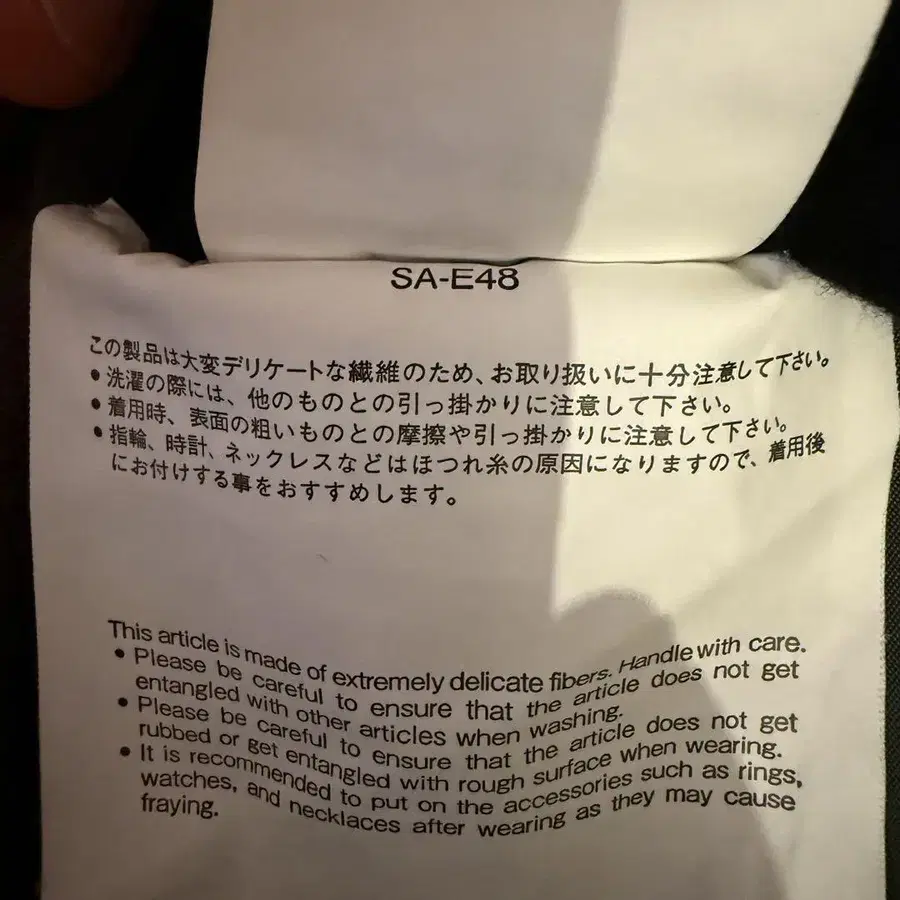 SA-E48
この製品は大変デリケートな繊維のため、お取り扱いに十分注意して下さい。
• 洗濯の際には、他のものとの引っ掛かりに注意して下さい。
• 着用時、表面の粗いものとの摩擦や引っ掛かりに注意して下さい。
• 指輪、時計、ネックレスなどはほつれ糸の原因になりますので、着用後
にお付けする事をおすすめします。
This article is made of extremely delicate fibers. Handle with care.
• Please be careful to ensure that the article does not get
entangled with other articles when washing.
• Please be careful to ensure that the article does not get
rubbed or get entangled with rough surface when wearing.
• It is recommended to put on the accessories such as rings,
watches, and necklaces after wearing as they may cause
fraying.